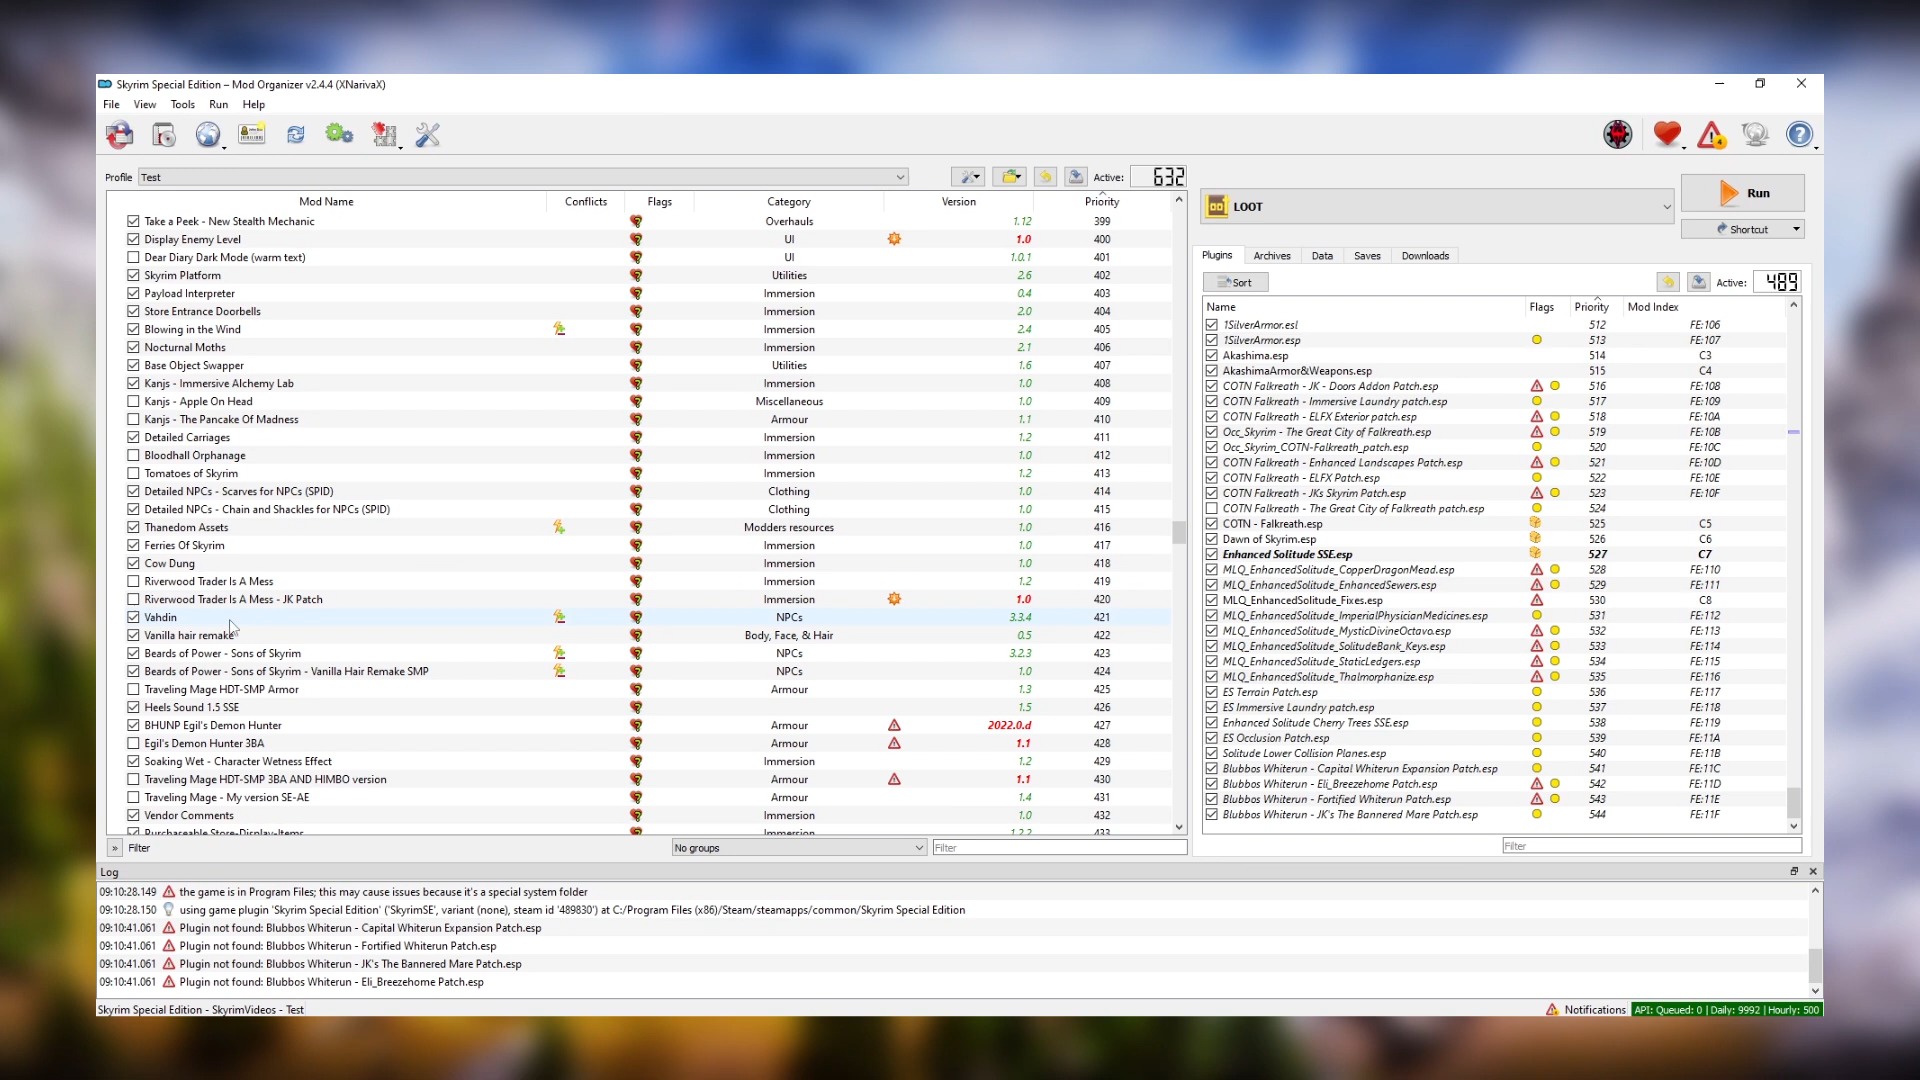 Skyrim Special Edition – Mod Organizer v2.4.4 (XNarivaX)
File View Tools Run Help
Profile Test Active: 632
Mod Name Conflicts Flags Category Version Priority
Take a Peek - New Stealth Mechanic Overhauls 1.12 399
Display Enemy Level UI 1.0 400
Dear Diary Dark Mode (warm text) UI 1.0.1 401
Skyrim Platform Utilities 2.6 402
Payload Interpreter Immersion 0.4 403
Store Entrance Doorbells Immersion 2.0 404
Blowing in the Wind Immersion 2.4 405
Nocturnal Moths Immersion 2.1 406
Base Object Swapper Utilities 1.6 407
Kanjs - Immersive Alchemy Lab Immersion 1.0 408
Kanjs - Apple On Head Miscellaneous 1.0 409
Kanjs - The Pancake Of Madness Armour 1.1 410
Detailed Carriages Immersion 1.2 411
Bloodhall Orphanage Immersion 1.0 412
Tomatoes of Skyrim Immersion 1.2 413
Detailed NPCs - Scarves for NPCs (SPID) Clothing 1.0 414
Detailed NPCs - Chain and Shackles for NPCs (SPID) Clothing 1.0 415
Thanedom Assets Modders resources 1.0 416
Ferries Of Skyrim Immersion 1.0 417
Cow Dung Immersion 1.0 418
Riverwood Trader Is A Mess Immersion 1.2 419
Riverwood Trader Is A Mess - JK Patch Immersion 1.0 420
Vahdin NPCs 3.3.4 421
Vanilla hair remake Body, Face, & Hair 0.5 422
Beards of Power - Sons of Skyrim NPCs 3.2.3 423
Beards of Power - Sons of Skyrim - Vanilla Hair Remake SMP NPCs 1.0 424
Traveling Mage HDT-SMP Armor Armour 1.3 425
Heels Sound 1.5 SSE 1.5 426
BHUNP Egil's Demon Hunter Armour 2022.0.d 427
Egil's Demon Hunter 3BA Armour 1.1 428
Soaking Wet - Character Wetness Effect Immersion 1.2 429
Traveling Mage HDT-SMP 3BA AND HIMBO version Armour 1.1 430
Traveling Mage - My version SE-AE Armour 1.4 431
Vendor Comments Immersion 1.0 432
Purchaseable Store-Display-Items Immersion 1.2.2 433
» Filter No groups Filter
LOOT
Run
Shortcut
Plugins Archives Data Saves Downloads
Sort Active: 489
Name Flags Priority Mod Index
1SilverArmor.esl 512 FE:106
1SilverArmor.esp 513 FE:107
Akashima.esp 514 C3
AkashimaArmor&Weapons.esp 515 C4
COTN Falkreath - JK - Doors Addon Patch.esp 516 FE:108
COTN Falkreath - Immersive Laundry patch.esp 517 FE:109
COTN Falkreath - ELFX Exterior patch.esp 518 FE:10A
Occ_Skyrim - The Great City of Falkreath.esp 519 FE:10B
Occ_Skyrim_COTN-Falkreath_patch.esp 520 FE:10C
COTN Falkreath - Enhanced Landscapes Patch.esp 521 FE:10D
COTN Falkreath - ELFX Patch.esp 522 FE:10E
COTN Falkreath - JKs Skyrim Patch.esp 523 FE:10F
COTN Falkreath - The Great City of Falkreath patch.esp 524
COTN - Falkreath.esp 525 C5
Dawn of Skyrim.esp 526 C6
Enhanced Solitude SSE.esp 527 C7
MLQ_EnhancedSolitude_CopperDragonMead.esp 528 FE:110
MLQ_EnhancedSolitude_EnhancedSewers.esp 529 FE:111
MLQ_EnhancedSolitude_Fixes.esp 530 C8
MLQ_EnhancedSolitude_ImperialPhysicianMedicines.esp 531 FE:112
MLQ_EnhancedSolitude_MysticDivineOctavo.esp 532 FE:113
MLQ_EnhancedSolitude_SolitudeBank_Keys.esp 533 FE:114
MLQ_EnhancedSolitude_StaticLedgers.esp 534 FE:115
MLQ_EnhancedSolitude_Thalmorphanize.esp 535 FE:116
ES Terrain Patch.esp 536 FE:117
ES Immersive Laundry patch.esp 537 FE:118
Enhanced Solitude Cherry Trees SSE.esp 538 FE:119
ES Occlusion Patch.esp 539 FE:11A
Solitude Lower Collision Planes.esp 540 FE:11B
Blubbos Whiterun - Capital Whiterun Expansion Patch.esp 541 FE:11C
Blubbos Whiterun - Eli_Breezehome Patch.esp 542 FE:11D
Blubbos Whiterun - Fortified Whiterun Patch.esp 543 FE:11E
Blubbos Whiterun - JK's The Bannered Mare Patch.esp 544 FE:11F
Filter
Log
09:10:28.149 the game is in Program Files; this may cause issues because it's a special system folder
09:10:28.150 using game plugin 'Skyrim Special Edition' ('SkyrimSE', variant (none), steam id '489830') at C:/Program Files (x86)/Steam/steamapps/common/Skyrim Special Edition
09:10:41.061 Plugin not found: Blubbos Whiterun - Capital Whiterun Expansion Patch.esp
09:10:41.061 Plugin not found: Blubbos Whiterun - Fortified Whiterun Patch.esp
09:10:41.061 Plugin not found: Blubbos Whiterun - JK's The Bannered Mare Patch.esp
09:10:41.061 Plugin not found: Blubbos Whiterun - Eli_Breezehome Patch.esp
Skyrim Special Edition - SkyrimVideos - Test Notifications API: Queued: 0 | Daily: 9992 | Hourly: 500